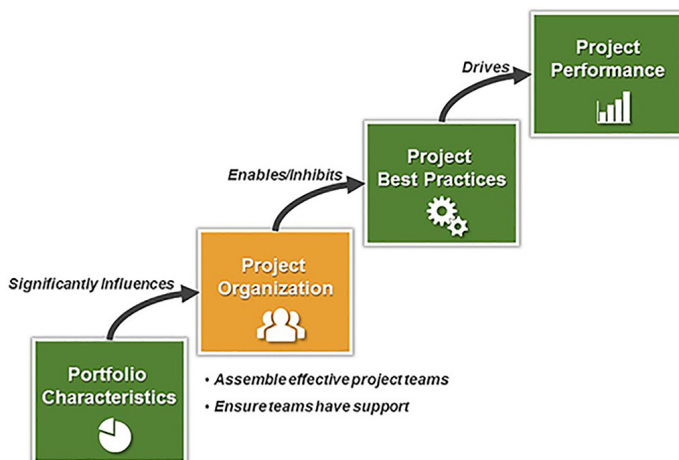 Project
Performance
Drives
Project
Best Practices
Enables/Inhibits
Project
Organization
Significantly Influences
Portfolio
Characteristics
• Assemble effective project teams
• Ensure teams have support